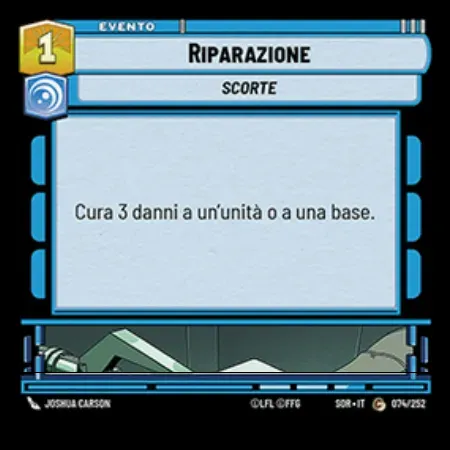 EVENTO
1
RIPARAZIONE
SCORTE
Cura 3 danni a un'unità o a una base.
JOSHUA CARSON ©LFL ©FFG SOR • IT C 074/252